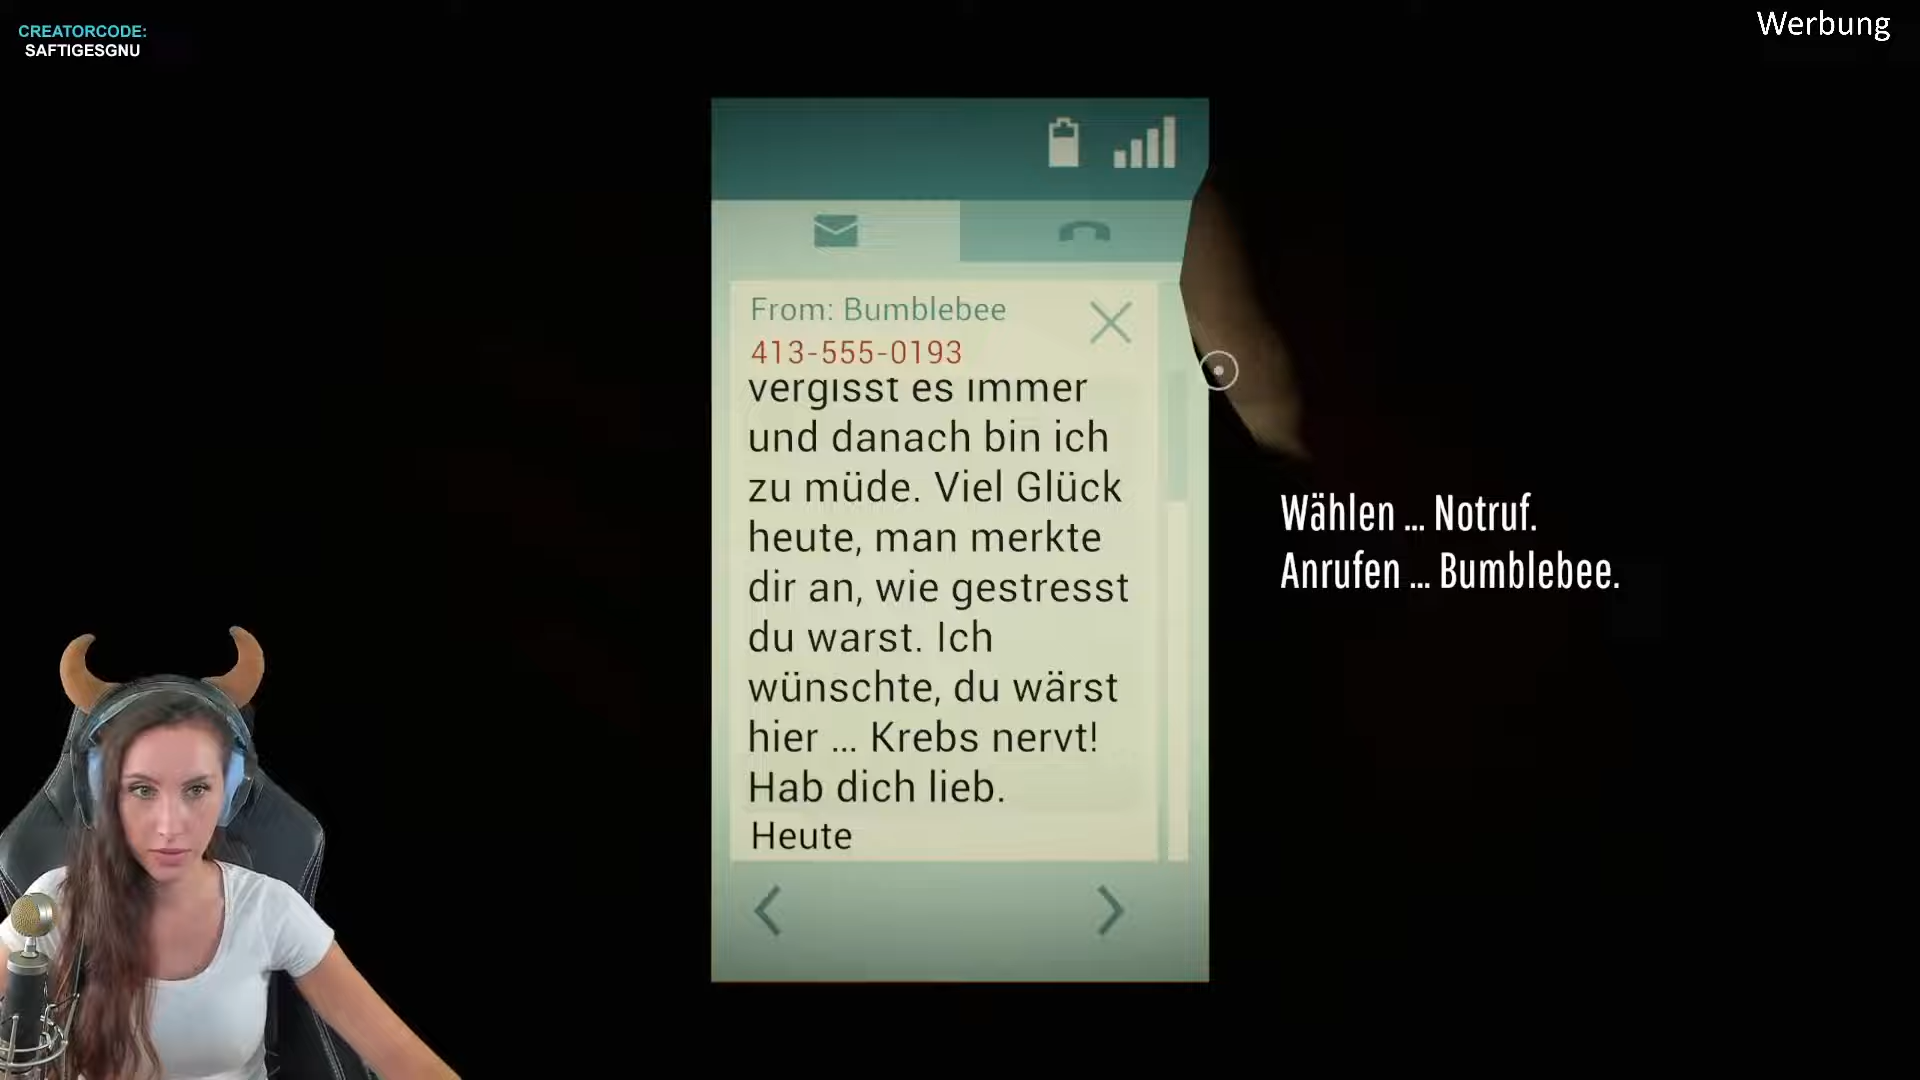 CREATORCODE:
SAFTIGESGNU
Werbung
From: Bumblebee
413-555-0193
vergisst es immer
und danach bin ich
zu müde. Viel Glück
heute, man merkte
dir an, wie gestresst
du warst. Ich
wünschte, du wärst
hier ... Krebs nervt!
Hab dich lieb.
Heute
Wählen ... Notruf.
Anrufen ... Bumblebee.